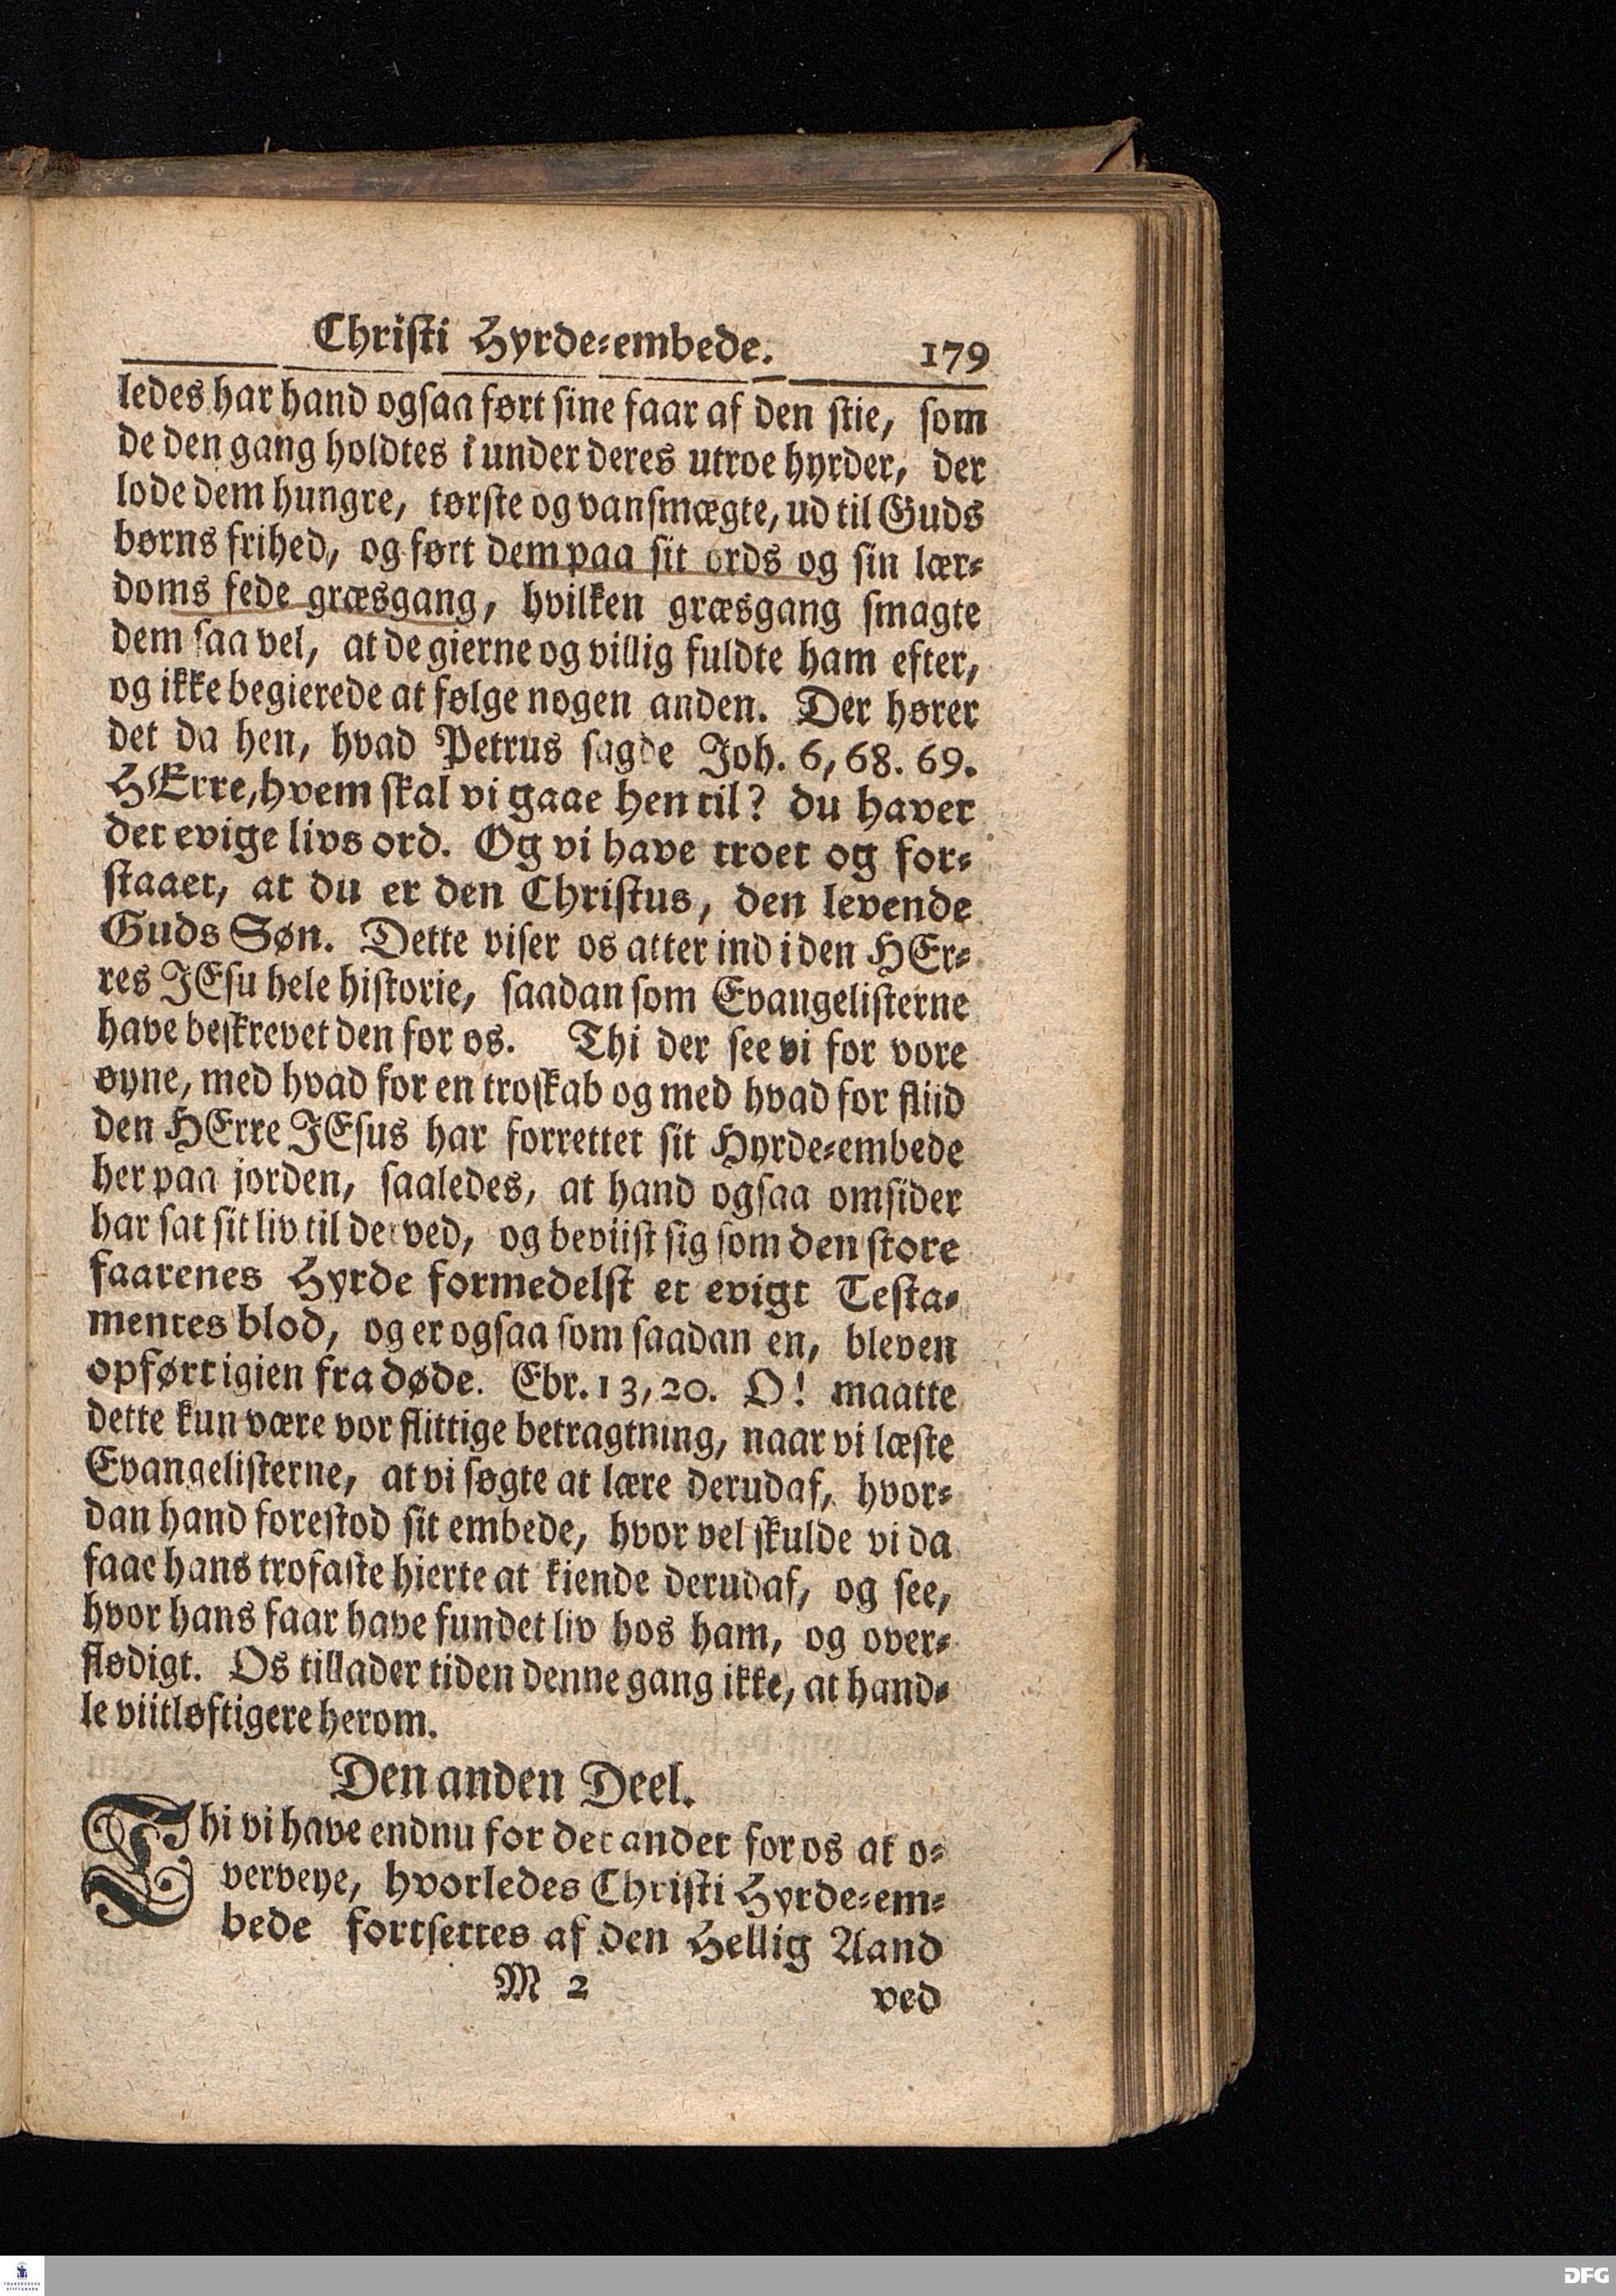 Christi Hyrde=embede. 179
ledes har hand ogsaa ført sine faar af den stie, som
de den gang holdtes i under deres utroe hyrder, der
lode dem hungre, tørste og vansmægte, ud til Guds
børns frihed, og ført dem paa sit ords og sin lær=
doms fede græsgang, hvilken græsgang smagte
dem saa vel, at de gierne og villig fuldte ham efter,
og ikke begierede at følge nogen anden. Der hører
det da hen, hvad Petrus sagde Joh. 6, 68. 69.
HErre, hvem skal vi gaae hen til? du haver
det evige livs ord. Og vi have troet og for=
staaet, at du er den Christus, den levende
Guds Søn. Dette viser os atter ind i den HEr=
res JEsu hele historie, saadan som Evangelisterne
have beskrevet den for os. Thi der see vi for vore
øyne, med hvad for en troskab og med hvad for fliid
den HErre JEsus har forrettet sit Hyrde=embede
her paa jorden, saaledes, at hand ogsaa omsider
har sat sit liv til derved, og beviist sig som den store
faarenes Hyrde formedelst et evigt Testa=
mentes blod, og er ogsaa som saadan en, bleven
opført igien fra døde. Ebr. 13, 20. O! maatte
dette kun være vor flittige betragtning, naar vi læste
Evangelisterne, at vi søgte at lære derudaf, hvor=
dan hand forestod sit embede, hvor vel skulde vi da
faae hans trofaste hierte at kiende derudaf, og see,
hvor hans faar have fundet liv hos ham, og over=
flødigt. Os tillader tiden denne gang ikke, at hand=
le viitløftigere herom.
Den anden Deel.
Thi vi have endnu for det andet for os at o=
verveye, hvorledes Christi Hyrde=em=
bede fortsettes af den Hellig Aand
M 2 ved
FRANCKESCHE STIFTUNGEN
DFG